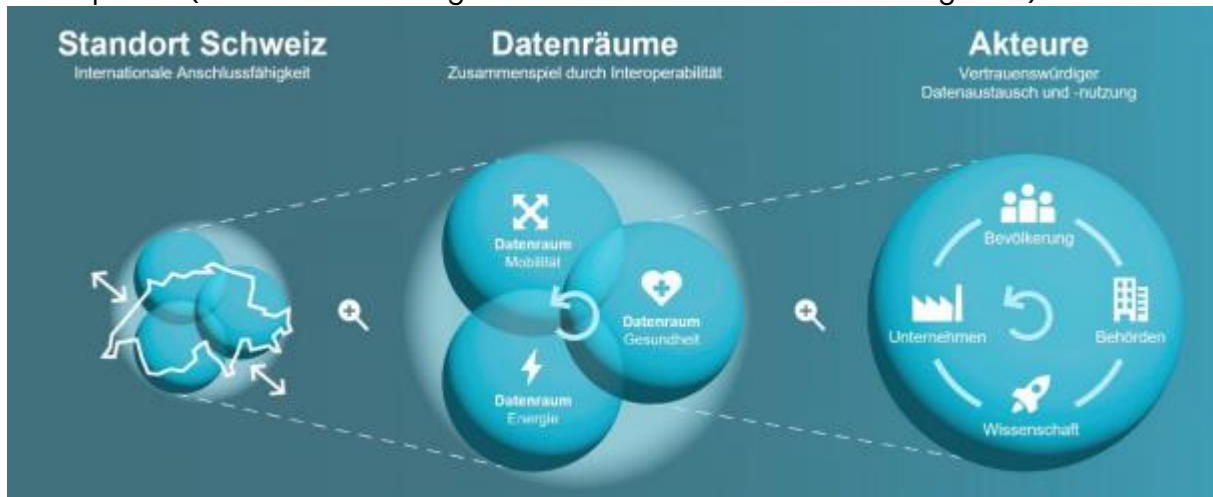 Standort Schweiz
Internationale Anschlussfähigkeit
Datenräume
Zusammenspiel durch Interoperabilität
Akteure
Vertrauenswürdiger
Datenaustausch und -nutzung
Datenraum
Mobilität
Datenraum
Gesundheit
Datenraum
Energie
Bevölkerung
Unternehmen
Behörden
Wissenschaft